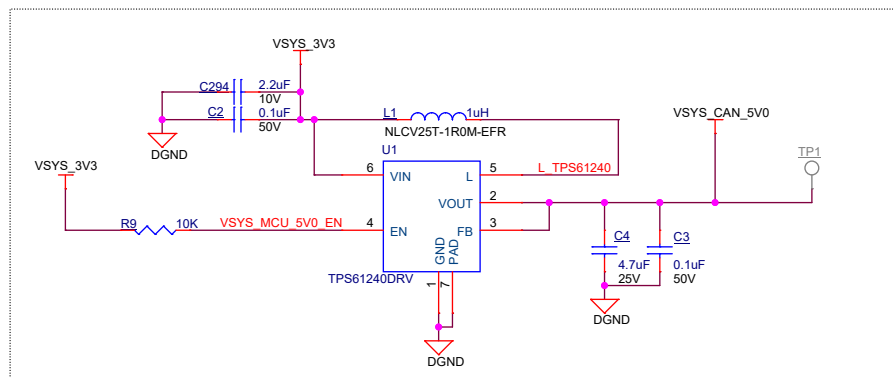 VSYS_3V3
C294 2.2uF
10V
C2 0.1uF
50V
L1 1uH
NLCV25T-1R0M-EFR
VSYS_CAN_5V0
DGND
U1
TP1
VSYS_3V3
6 VIN L 5 L_TPS61240
VOUT 2
R9 10K VSYS_MCU_5V0_EN 4 EN FB 3
GND
PAD
C4
4.7uF
25V
C3
0.1uF
50V
TPS61240DRV
1 7
DGND
DGND